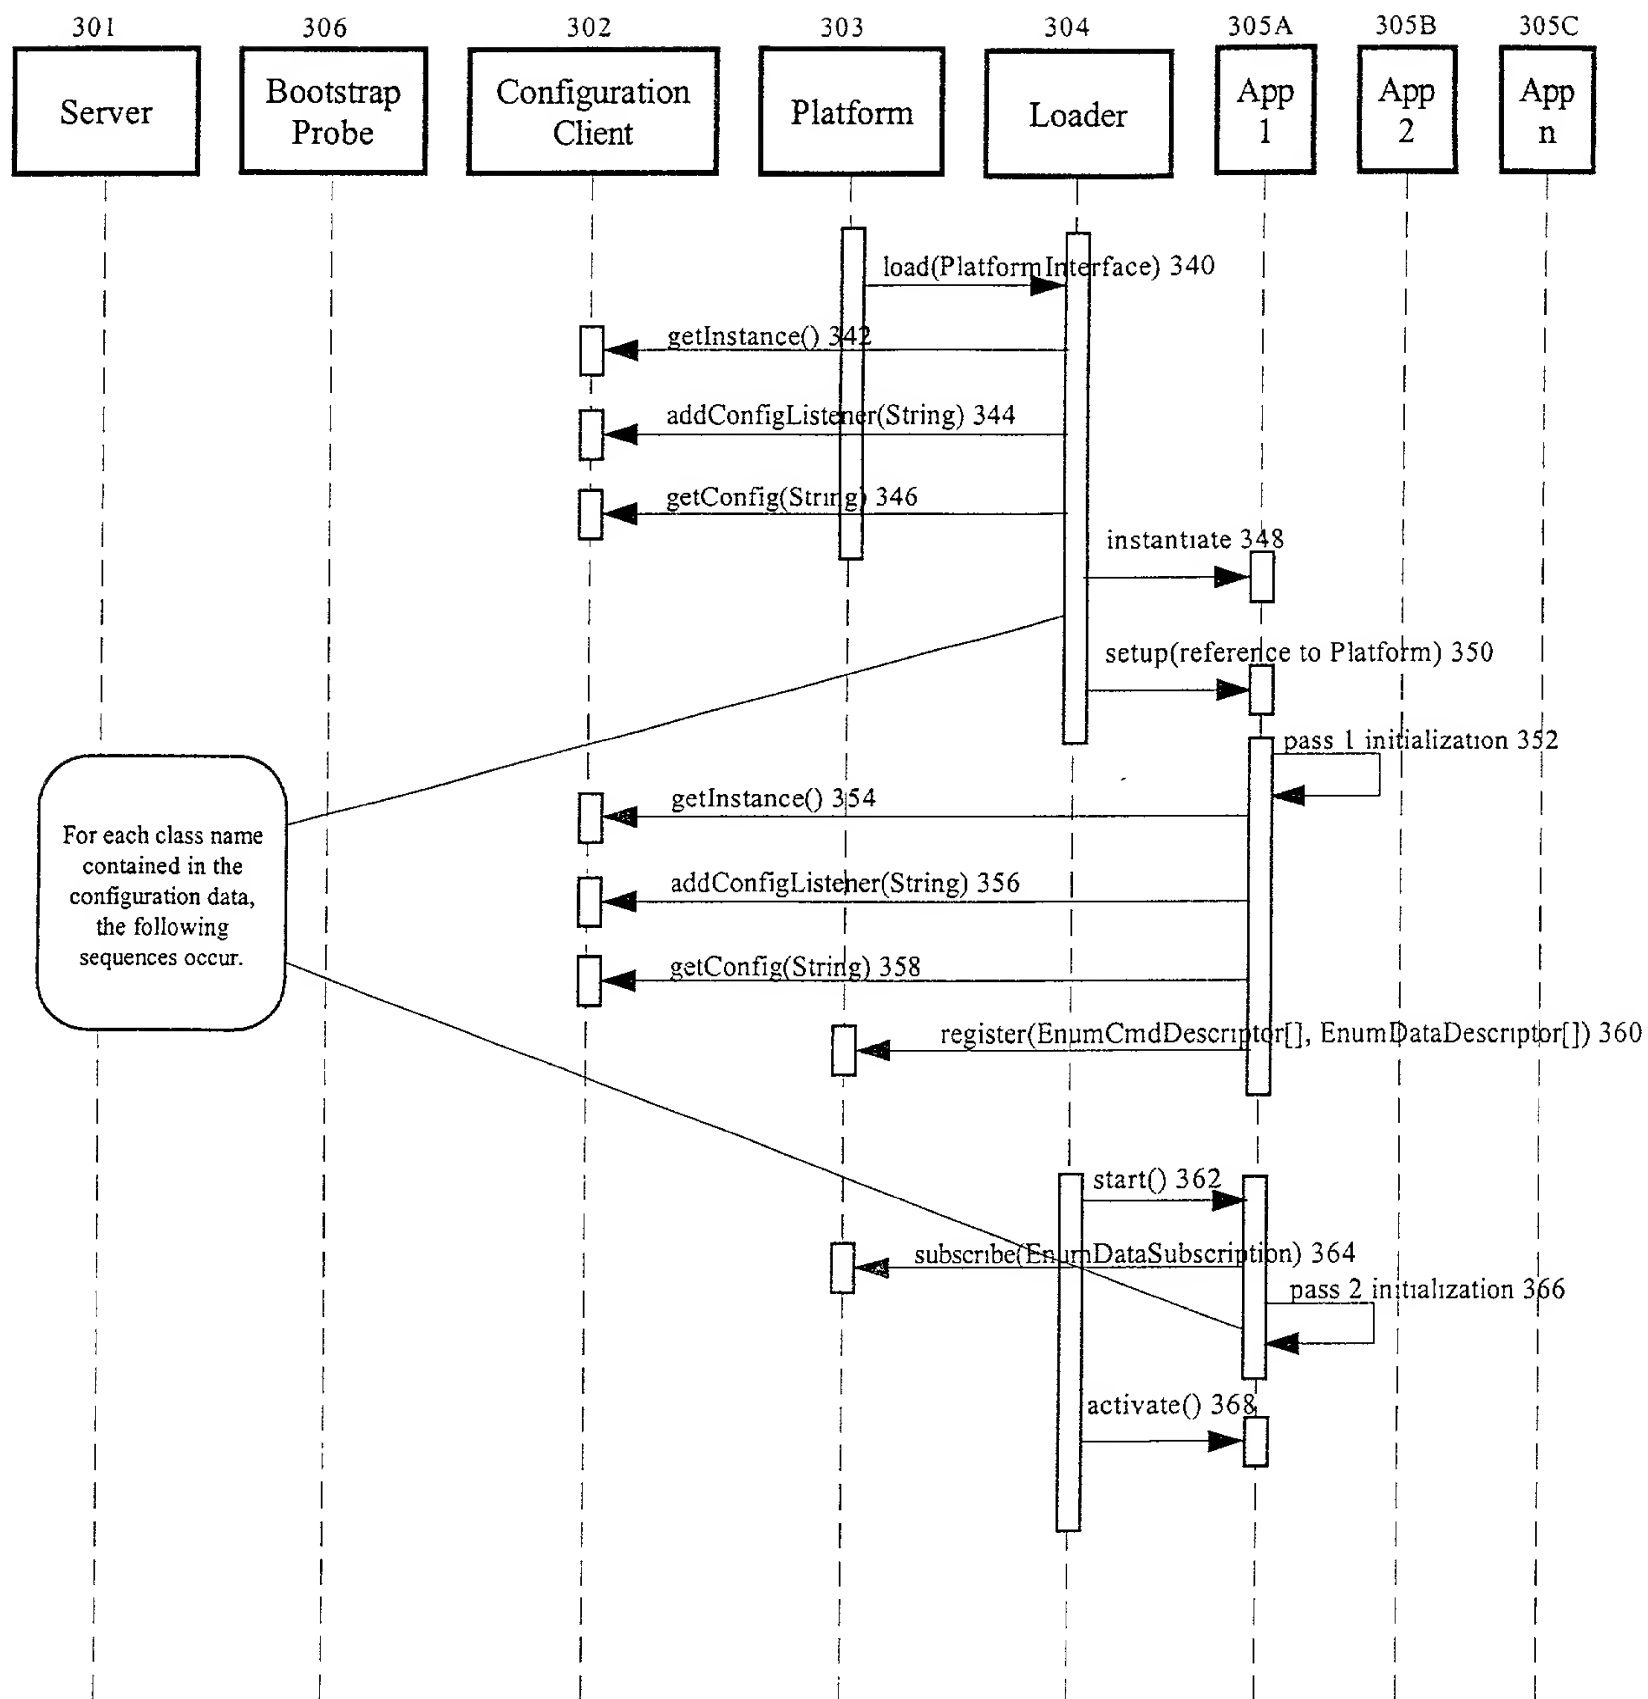 301
306
302
303
304
305A
305B
305C
Server
Bootstrap
Probe
Configuration
Client
Platform
Loader
App
1
App
2
App
n
load(PlatformInterface) 340
getInstance() 342
addConfigListener(String) 344
getConfig(String) 346
instantiate 348
setup(reference to Platform) 350
pass 1 initialization 352
getInstance() 354
For each class name
contained in the
configuration data,
the following
sequences occur.
addConfigListener(String) 356
getConfig(String) 358
register(EnumCmdDescriptor[], EnumDataDescriptor[]) 360
start() 362
subscribe(EnumDataSubscription) 364
pass 2 initialization 366
activate() 368